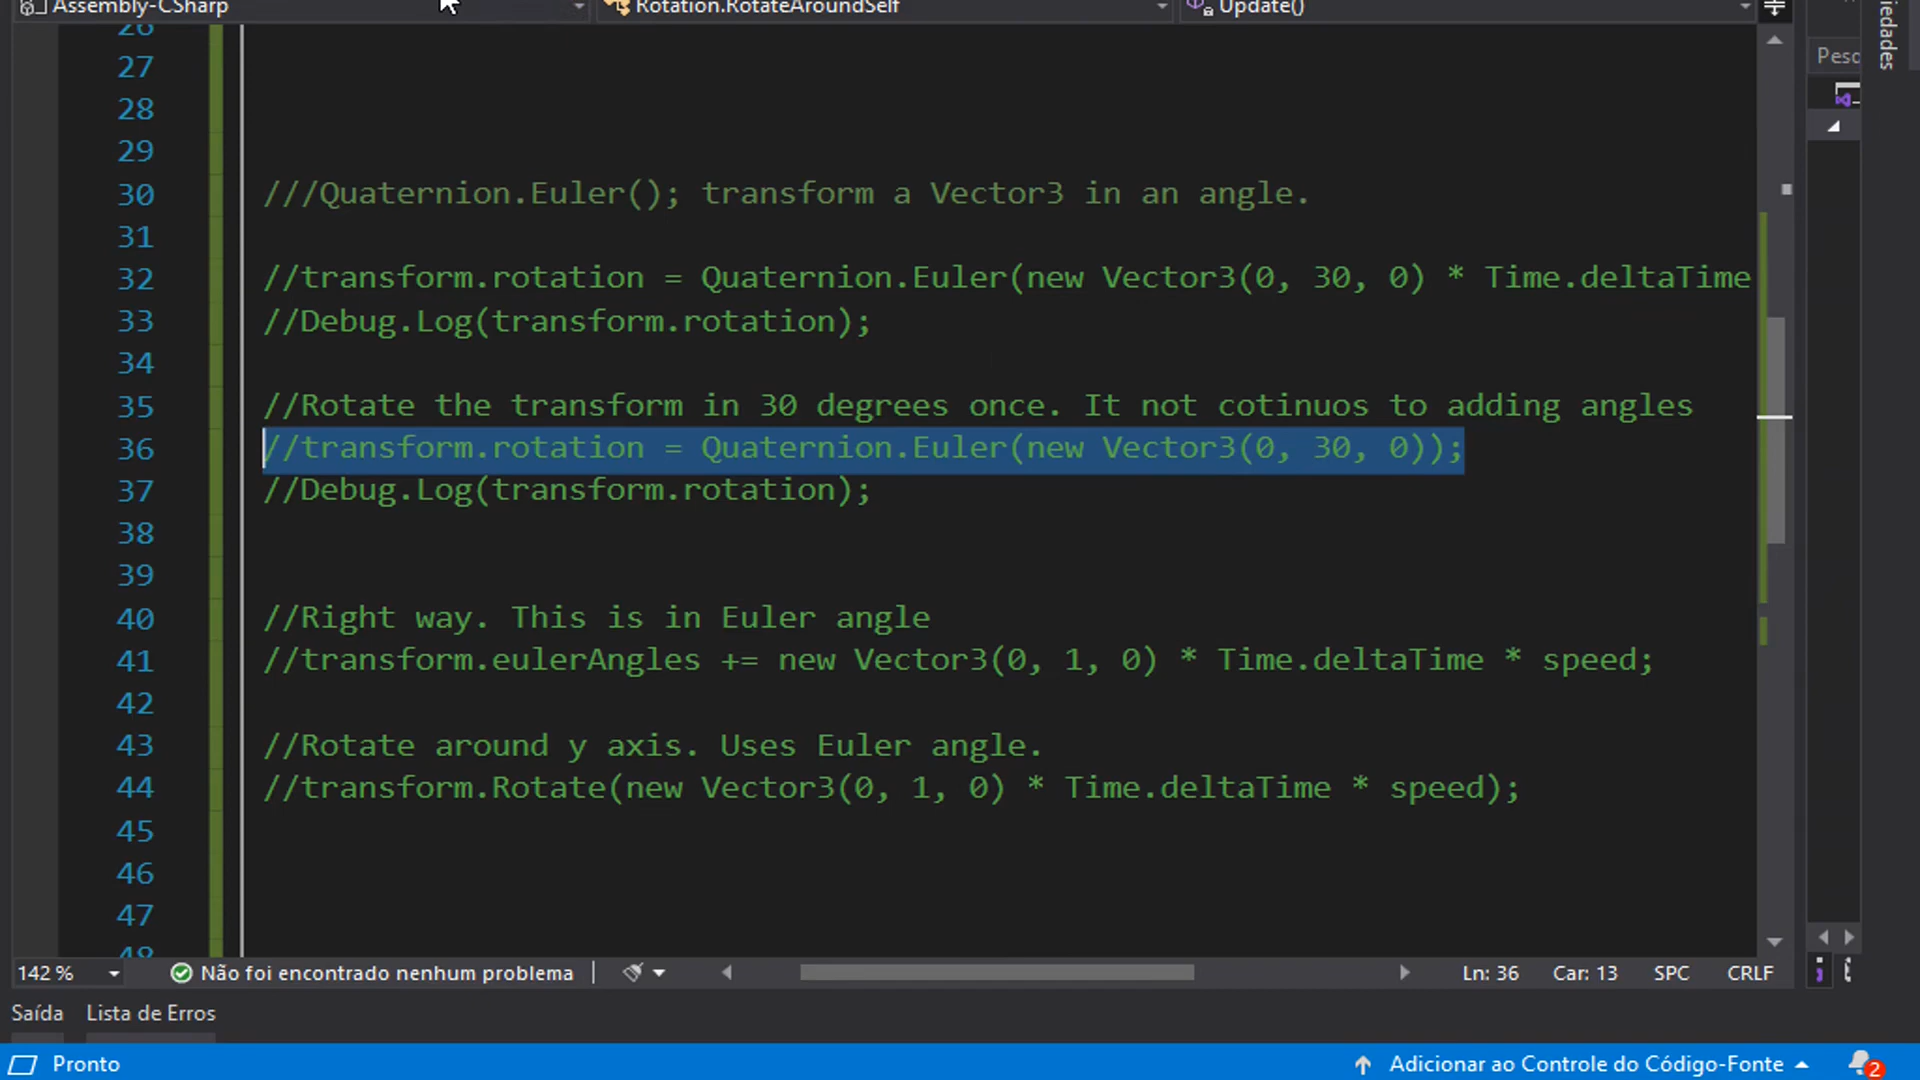 Assembly-CSharp
Rotation.RotateAroundSelf
Update()
iedades
Pesq
26
27
28
29
30 ///Quaternion.Euler(); transform a Vector3 in an angle.
31
32 //transform.rotation = Quaternion.Euler(new Vector3(0, 30, 0) * Time.deltaTime
33 //Debug.Log(transform.rotation);
34
35 //Rotate the transform in 30 degrees once. It not cotinuos to adding angles
36 //transform.rotation = Quaternion.Euler(new Vector3(0, 30, 0));
37 //Debug.Log(transform.rotation);
38
39
40 //Right way. This is in Euler angle
41 //transform.eulerAngles += new Vector3(0, 1, 0) * Time.deltaTime * speed;
42
43 //Rotate around y axis. Uses Euler angle.
44 //transform.Rotate(new Vector3(0, 1, 0) * Time.deltaTime * speed);
45
46
47
48
142 % Não foi encontrado nenhum problema Ln: 36 Car: 13 SPC CRLF
Saída Lista de Erros
Pronto Adicionar ao Controle do Código-Fonte 2